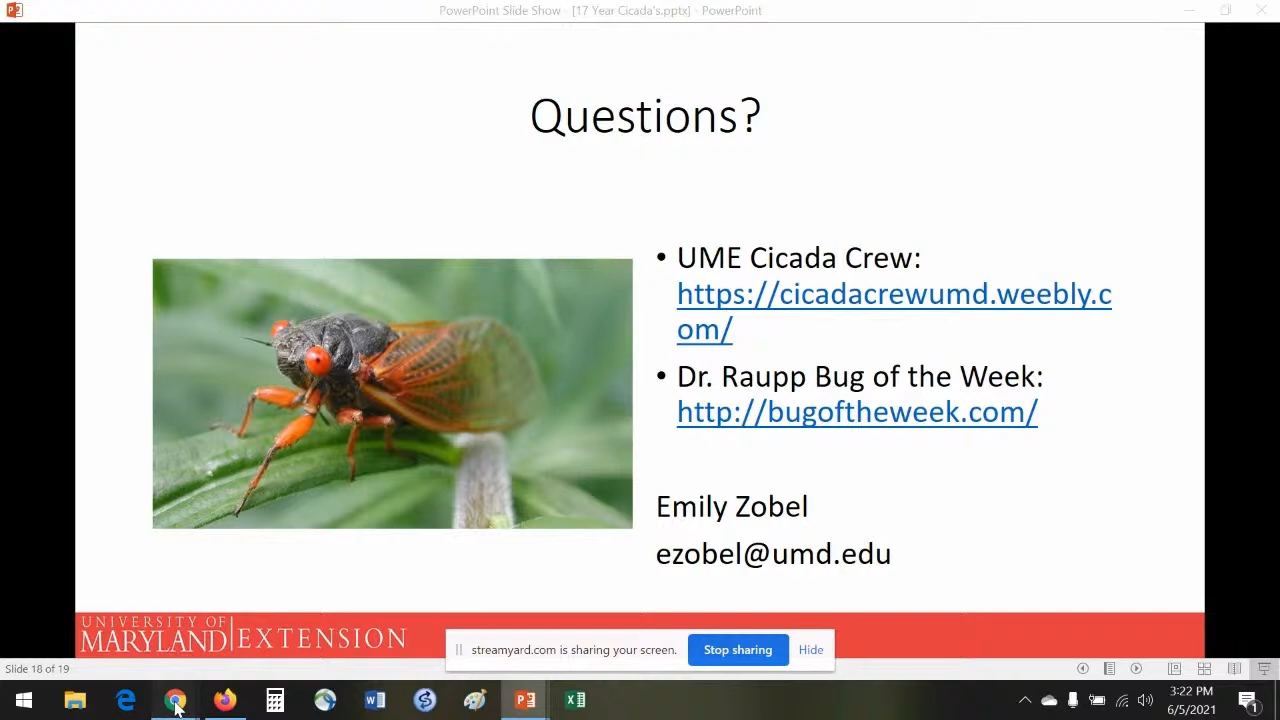 PowerPoint Slide Show - [17 Year Cicada's.pptx] - PowerPoint
Questions?
• UME Cicada Crew:
https://cicadacrewumd.weebly.c
om/
• Dr. Raupp Bug of the Week:
http://bugoftheweek.com/
Emily Zobel
ezobel@umd.edu
UNIVERSITY OF
MARYLAND EXTENSION
streamyard.com is sharing your screen.
Stop sharing
Hide
Slide 18 of 19
3:22 PM
6/5/2021
1